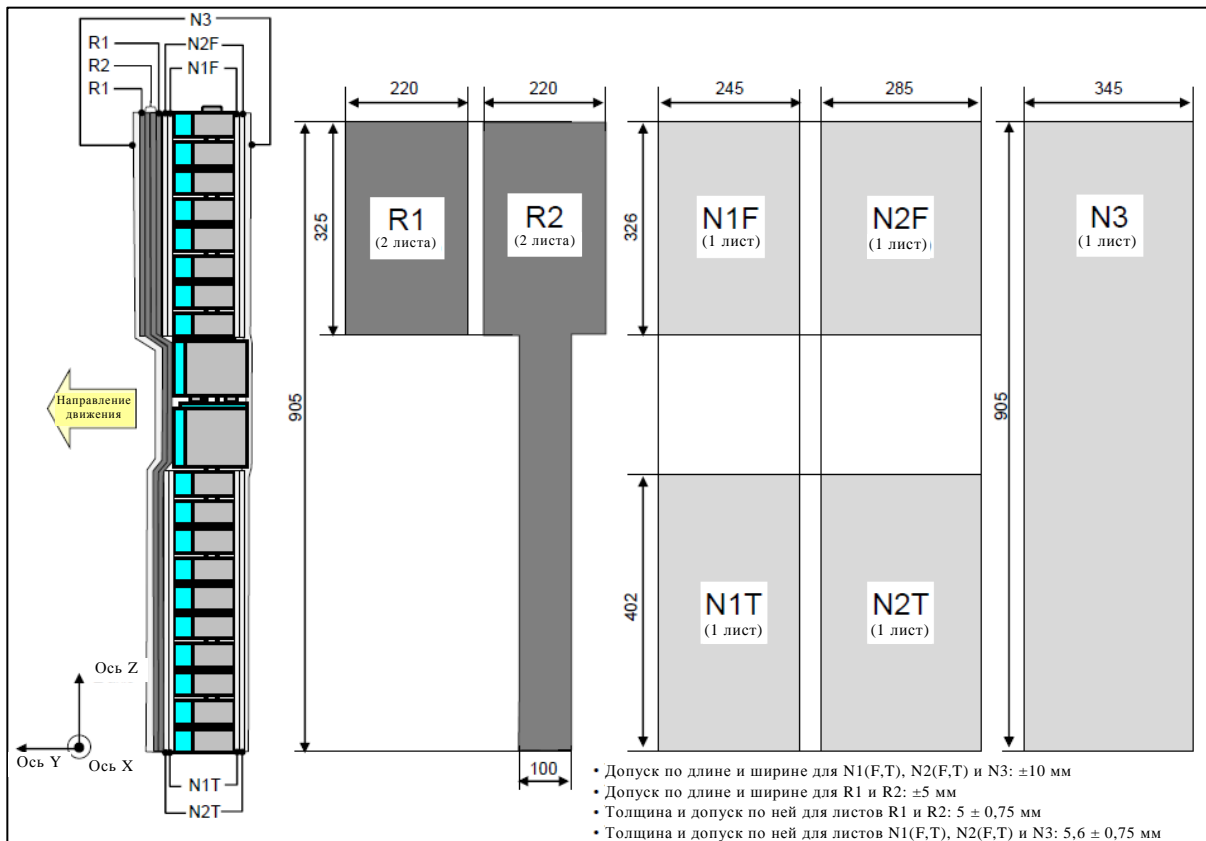 N3
R1
N2F
R2
N1F
R1
220
220
245
285
345
325
905
326
905
R1
(2 листа)
R2
(2 листа)
N1F
(1 лист)
N2F
(1 лист)
N3
(1 лист)
Направление
движения
402
N1T
(1 лист)
N2T
(1 лист)
Ось Z
Ось Y
Ось X
N1T
N2T
100
• Допуск по длине и ширине для N1(F,T), N2(F,T) и N3: ±10 мм
• Допуск по длине и ширине для R1 и R2: ±5 мм
• Толщина и допуск по ней для листов R1 и R2: 5 ± 0,75 мм
• Толщина и допуск по ней для листов N1(F,T), N2(F,T) и N3: 5,6 ± 0,75 мм